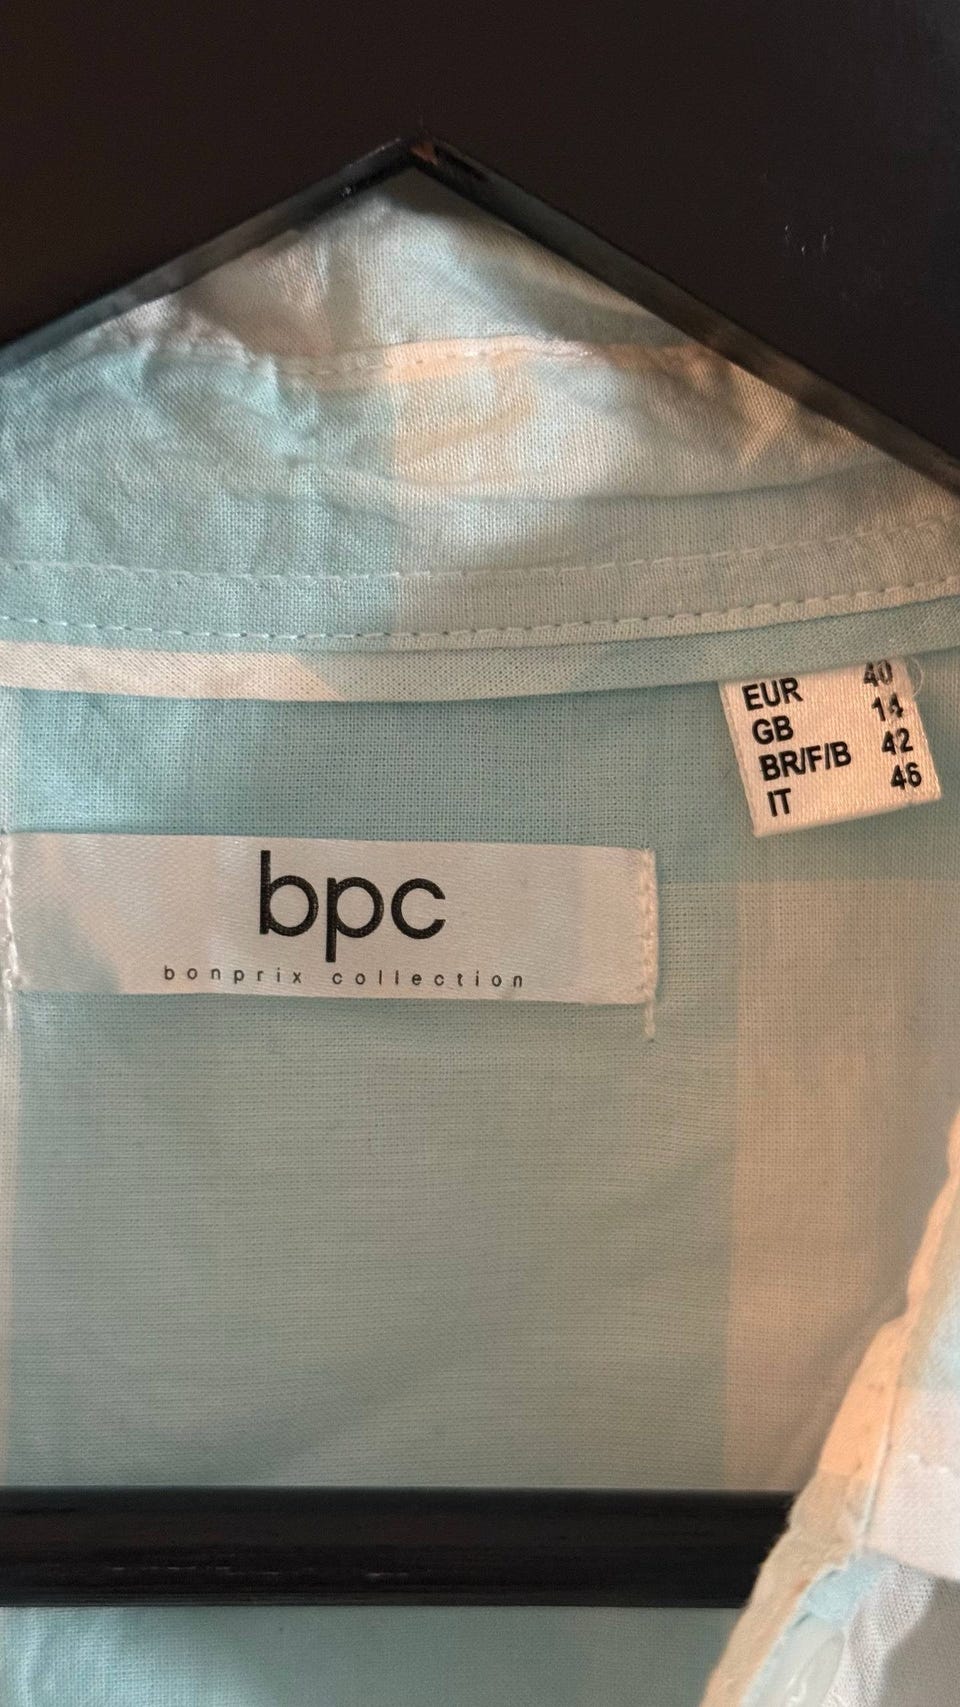 EUR 40
GB 14
BR/F/B 42
IT 46
bpc
bonprix collection